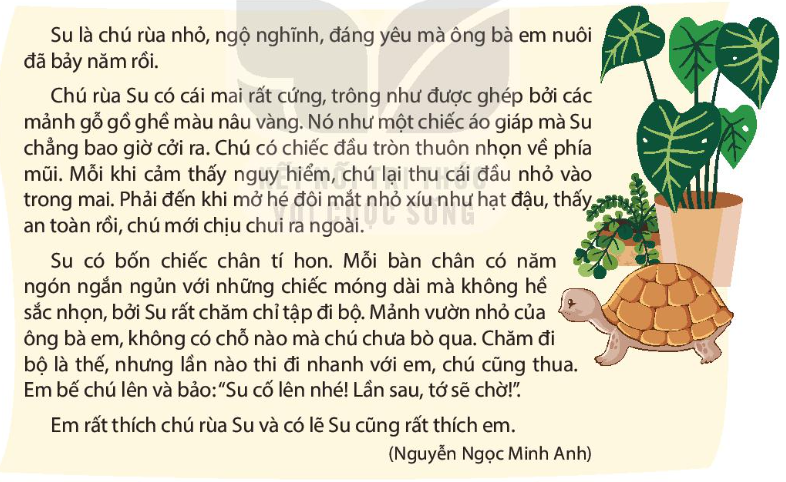 Su là chú rùa nhỏ, ngộ nghĩnh, đáng yêu mà ông bà em nuôi
đã bảy năm rồi.
Chú rùa Su có cái mai rất cứng, trông như được ghép bởi các
mảnh gỗ gồ ghề màu nâu vàng. Nó như một chiếc áo giáp mà Su
chẳng bao giờ cởi ra. Chú có chiếc đầu tròn thuôn nhọn về phía
mũi. Mỗi khi cảm thấy nguy hiểm, chú lại thu cái đầu nhỏ vào
trong mai. Phải đến khi mở hé đôi mắt nhỏ xíu như hạt đậu, thấy
an toàn rồi, chú mới chịu chui ra ngoài.
KẾT NỐI TRI THỨC
VỚI CUỘC SỐNG
Su có bốn chiếc chân tí hon. Mỗi bàn chân có năm
ngón ngắn ngủn với những chiếc móng dài mà không hề
sắc nhọn, bởi Su rất chăm chỉ tập đi bộ. Mảnh vườn nhỏ của
ông bà em, không có chỗ nào mà chú chưa bò qua. Chăm đi
bộ là thế, nhưng lần nào thi đi nhanh với em, chú cũng thua.
Em bế chú lên và bảo: “Su cố lên nhé! Lần sau, tớ sẽ chờ!”.
Em rất thích chú rùa Su và có lẽ Su cũng rất thích em.
(Nguyễn Ngọc Minh Anh)